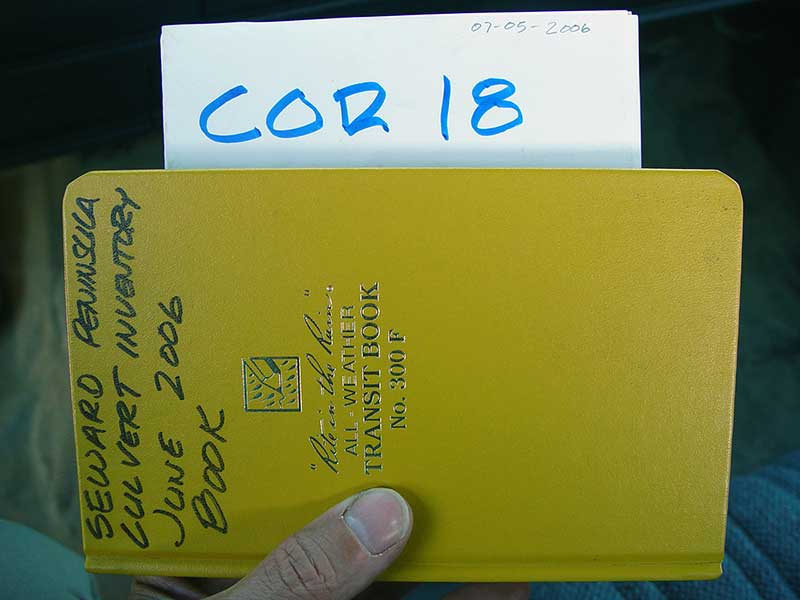 07-05-2006
COR 18
SEWARD PENINSULA
CULVERT INVENTORY
JUNE 2006
BOOK
"Rite in the Rain"
ALL-WEATHER
TRANSIT BOOK
No. 300 F